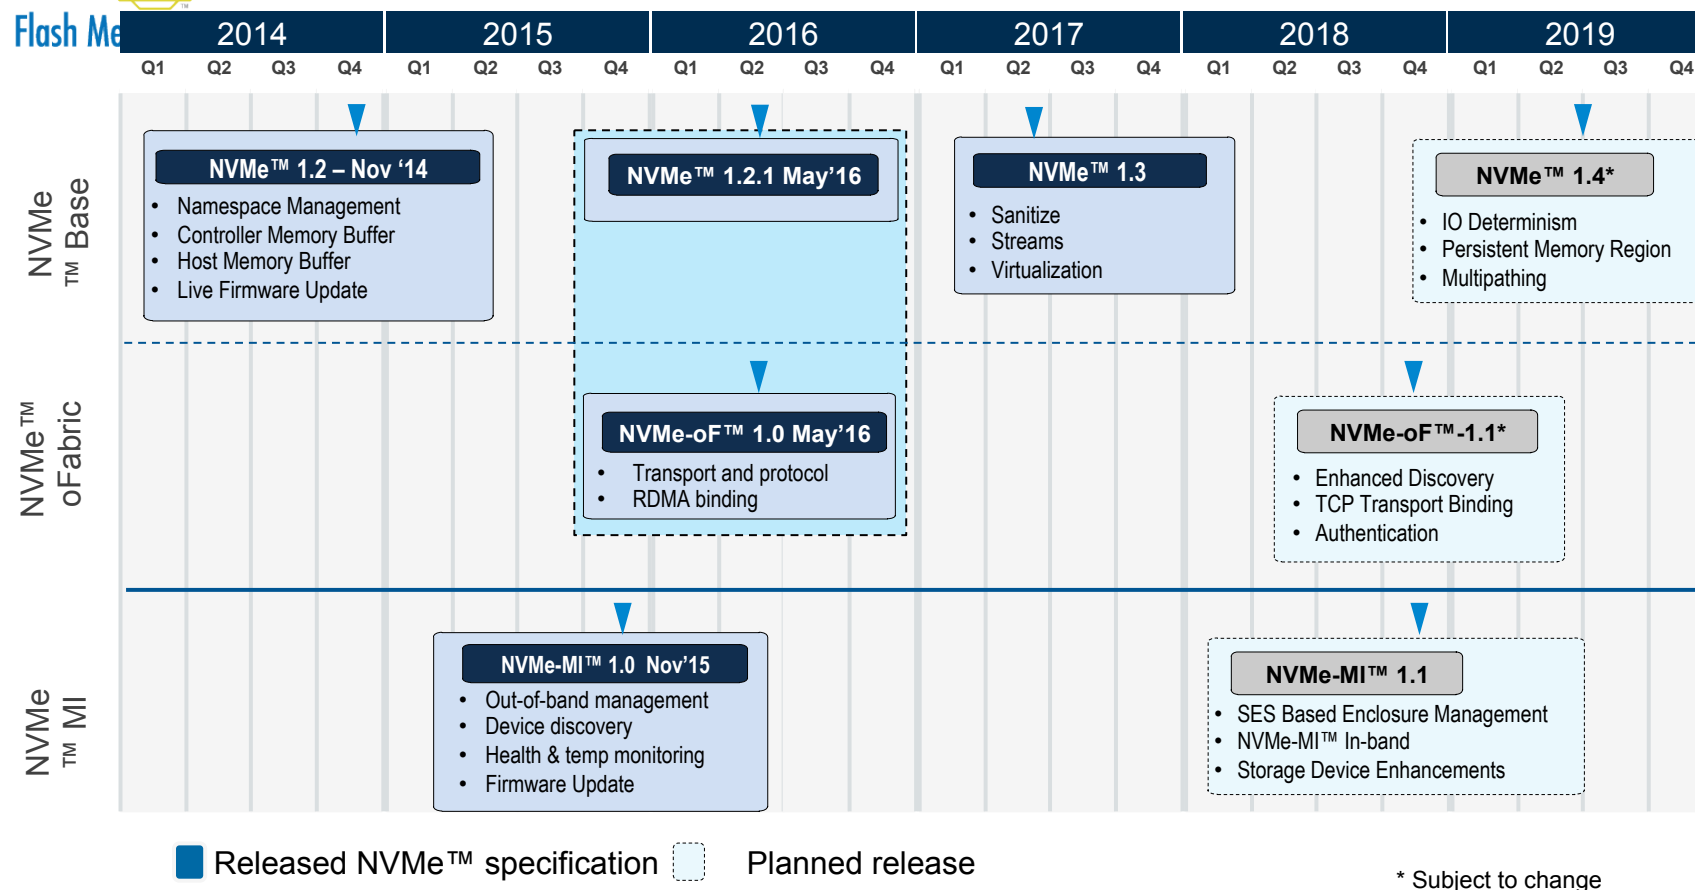 Flash Me
2014 2015 2016 2017 2018 2019
Q1 Q2 Q3 Q4 Q1 Q2 Q3 Q4 Q1 Q2 Q3 Q4 Q1 Q2 Q3 Q4 Q1 Q2 Q3 Q4 Q1 Q2 Q3 Q4
NVMe
™ Base
NVMe™ 1.2 – Nov ‘14
• Namespace Management
• Controller Memory Buffer
• Host Memory Buffer
• Live Firmware Update
NVMe™ 1.2.1 May’16
NVMe™ 1.3
• Sanitize
• Streams
• Virtualization
NVMe™ 1.4*
• IO Determinism
• Persistent Memory Region
• Multipathing
NVMe™
oFabric
NVMe-oF™ 1.0 May’16
• Transport and protocol
• RDMA binding
NVMe-oF™-1.1*
• Enhanced Discovery
• TCP Transport Binding
• Authentication
NVMe
™ MI
NVMe-MI™ 1.0 Nov’15
• Out-of-band management
• Device discovery
• Health & temp monitoring
• Firmware Update
NVMe-MI™ 1.1
• SES Based Enclosure Management
• NVMe-MI™ In-band
• Storage Device Enhancements
Released NVMe™ specification
Planned release
* Subject to change